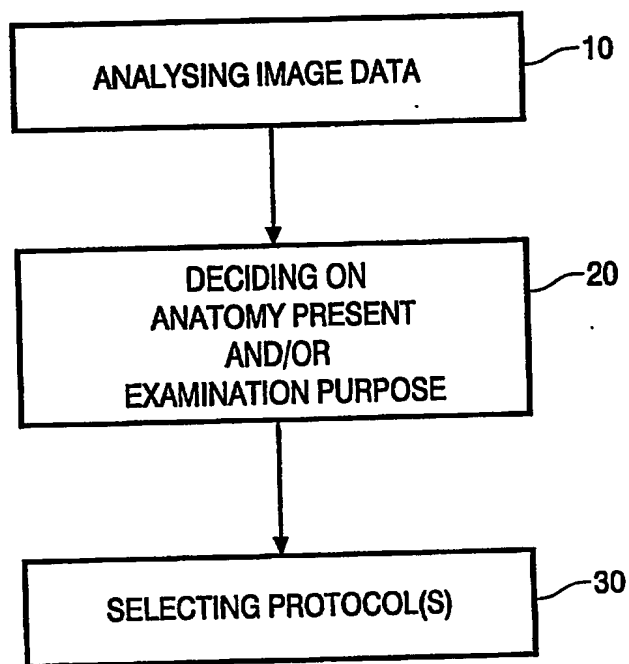 ANALYSING IMAGE DATA
10
DECIDING ON
ANATOMY PRESENT
AND/OR
EXAMINATION PURPOSE
20
SELECTING PROTOCOL(S)
30